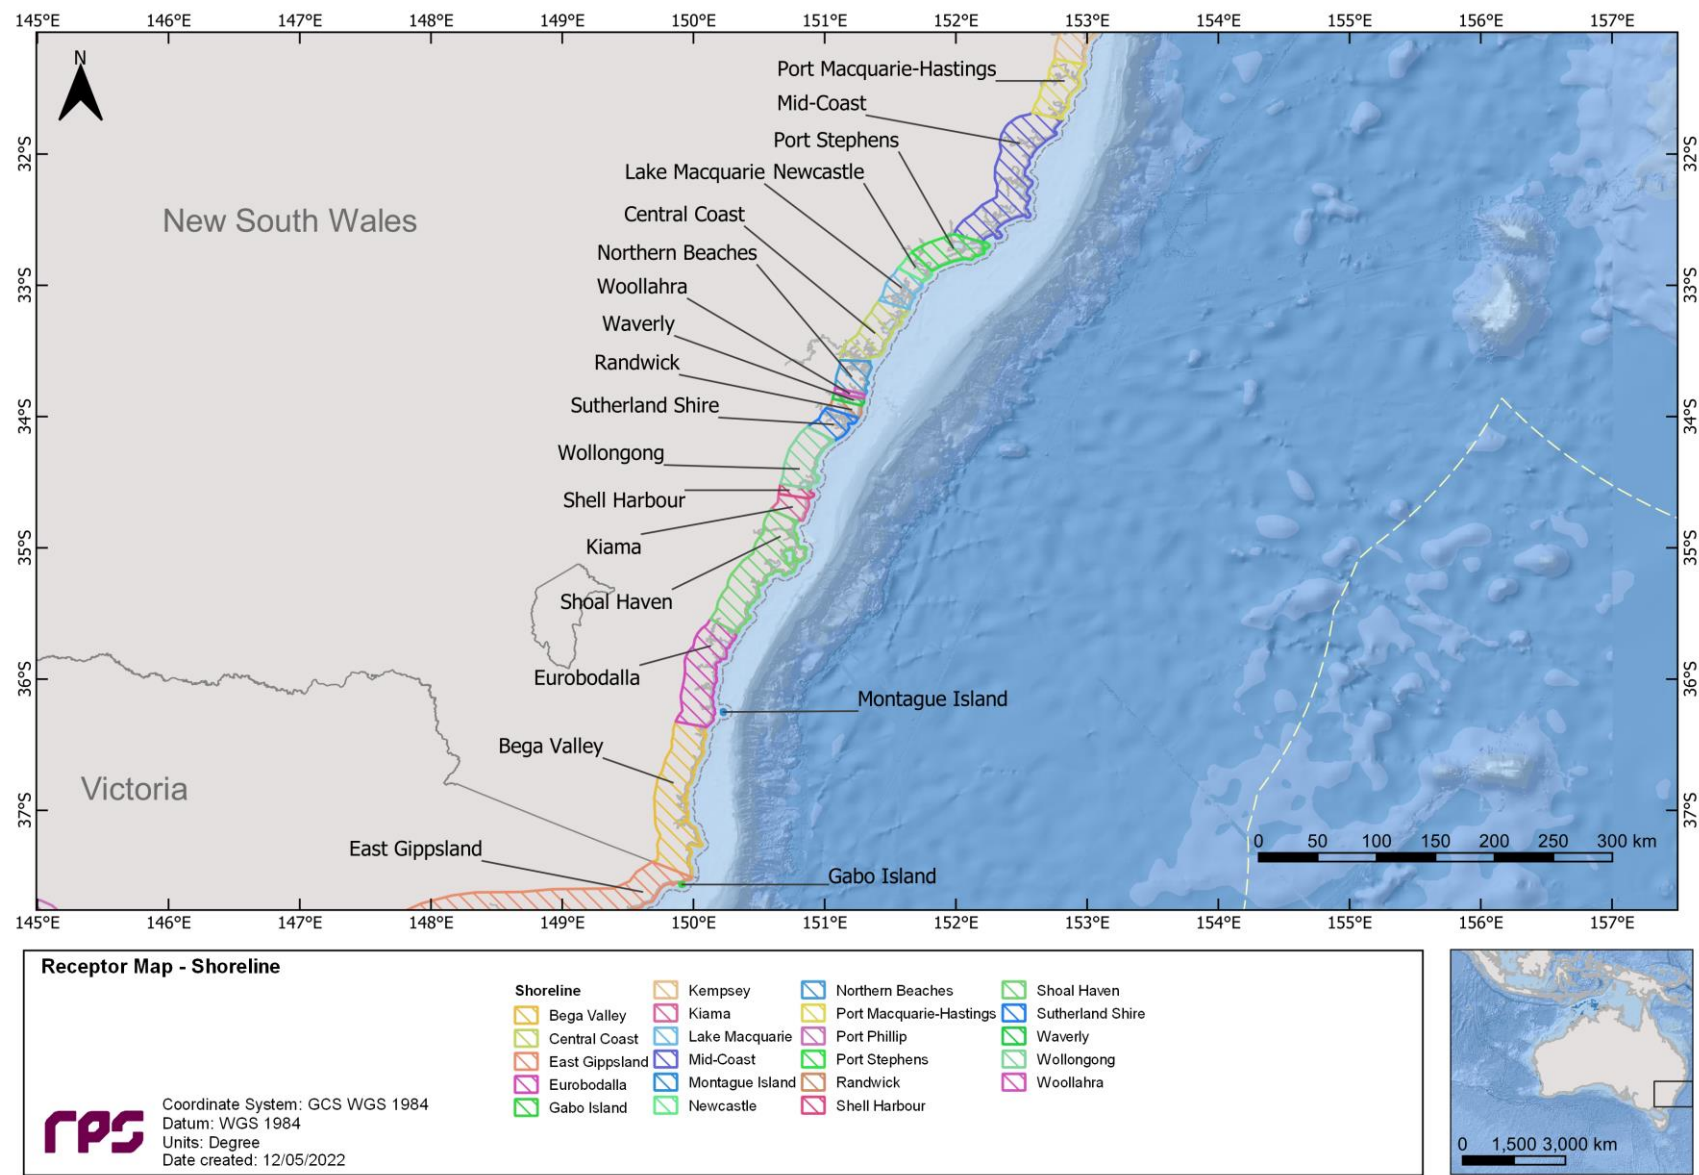 145°E 146°E 147°E 148°E 149°E 150°E 151°E 152°E 153°E 154°E 155°E 156°E 157°E
N
Port Macquarie-Hastings
Mid-Coast
Port Stephens
Lake Macquarie Newcastle
Central Coast
Northern Beaches
Woollahra
Waverly
Randwick
Sutherland Shire
Wollongong
Shell Harbour
Kiama
Shoal Haven
Eurobodalla
Montague Island
Bega Valley
East Gippsland
Gabo Island
New South Wales
Victoria
32°S 32°S
33°S 33°S
34°S 34°S
35°S 35°S
36°S 36°S
37°S 37°S
0 50 100 150 200 250 300 km
145°E 146°E 147°E 148°E 149°E 150°E 151°E 152°E 153°E 154°E 155°E 156°E 157°E
Receptor Map - Shoreline
Shoreline
Bega Valley
Central Coast
East Gippsland
Eurobodalla
Gabo Island
Kempsey
Kiama
Lake Macquarie
Mid-Coast
Montague Island
Newcastle
Northern Beaches
Port Macquarie-Hastings
Port Phillip
Port Stephens
Randwick
Shell Harbour
Shoal Haven
Sutherland Shire
Waverly
Wollongong
Woollahra
rps
Coordinate System: GCS WGS 1984
Datum: WGS 1984
Units: Degree
Date created: 12/05/2022
0 1,500 3,000 km